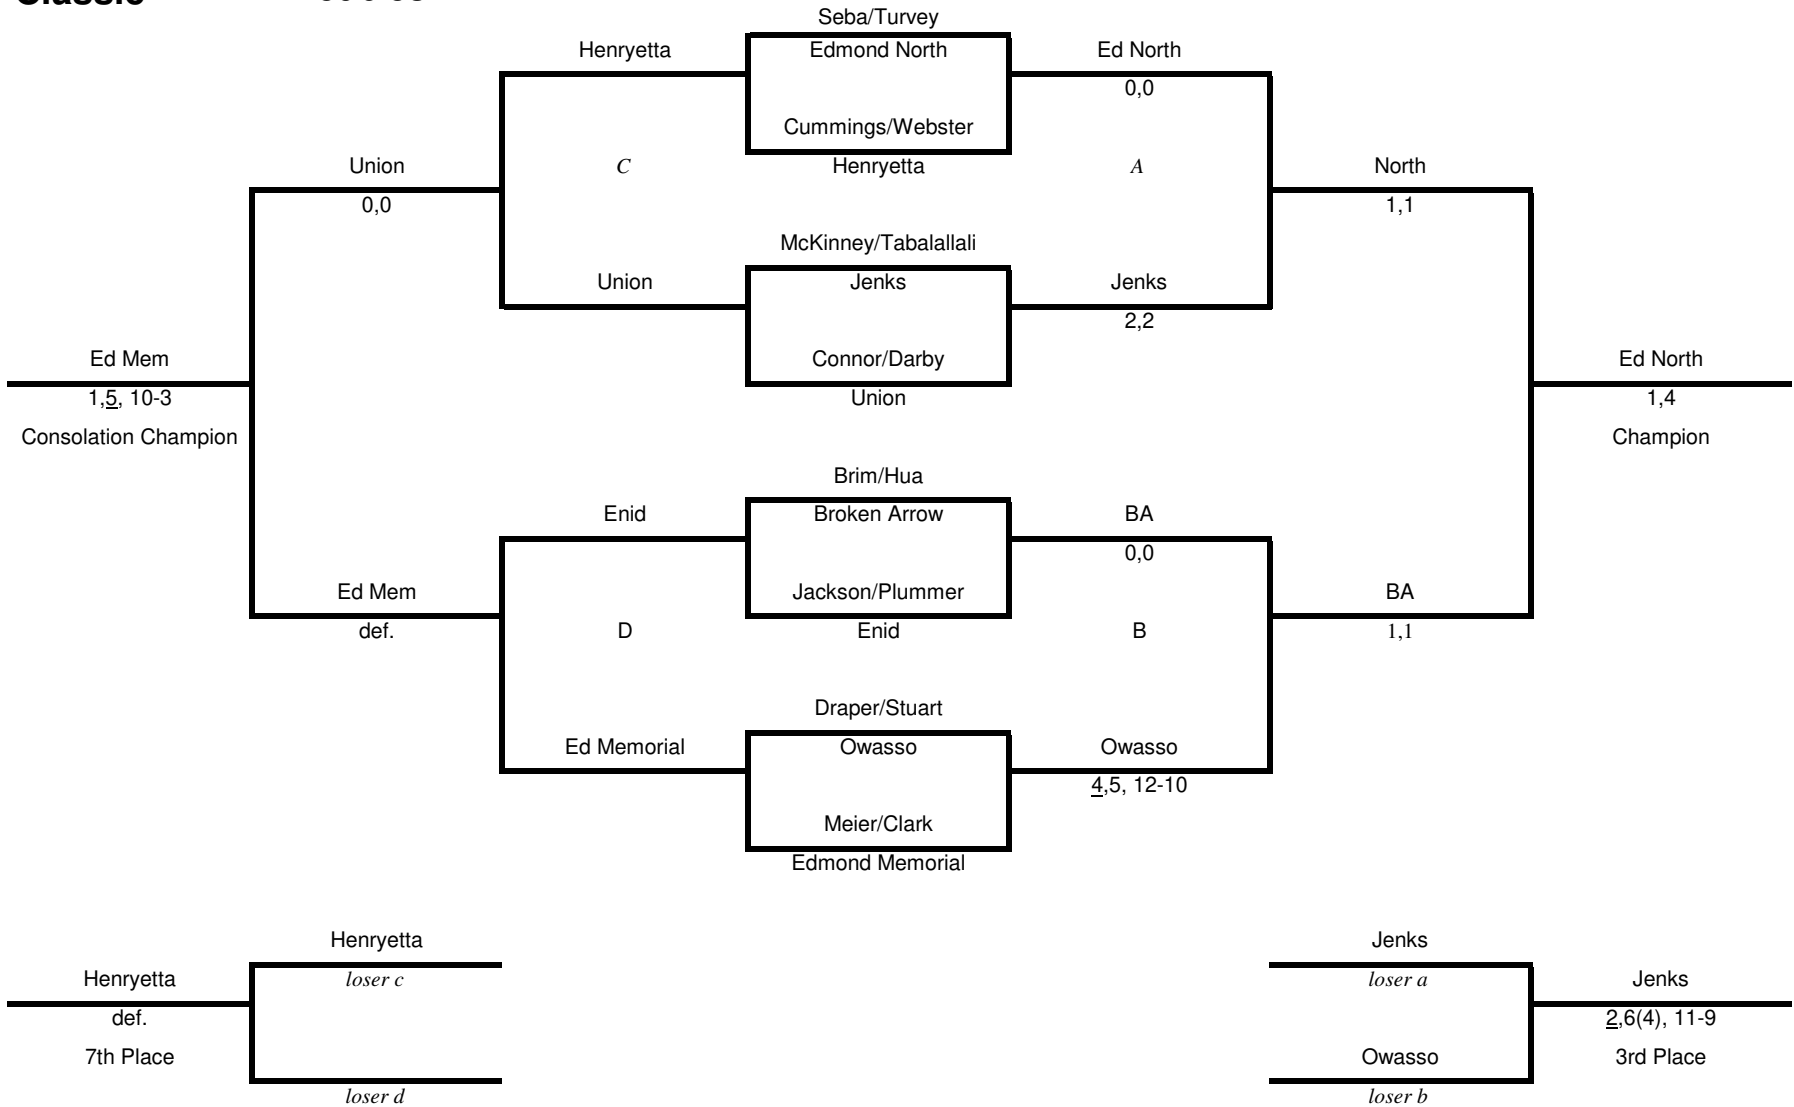 Classic
Seba/Turvey
Henryetta
Edmond North
Ed North
0,0
Cummings/Webster
Union
C
Henryetta
A
North
0,0
1,1
McKinney/Tabalallali
Union
Jenks
Jenks
2,2
Ed Mem
Connor/Darby
Ed North
1,5, 10-3
Union
1,4
Consolation Champion
Champion
Brim/Hua
Enid
Broken Arrow
BA
0,0
Ed Mem
Jackson/Plummer
BA
def.
D
Enid
B
1,1
Draper/Stuart
Ed Memorial
Owasso
Owasso
4,5, 12-10
Meier/Clark
Edmond Memorial
Henryetta
Jenks
Henryetta
loser c
loser a
Jenks
def.
2,6(4), 11-9
7th Place
Owasso
3rd Place
loser d
loser b